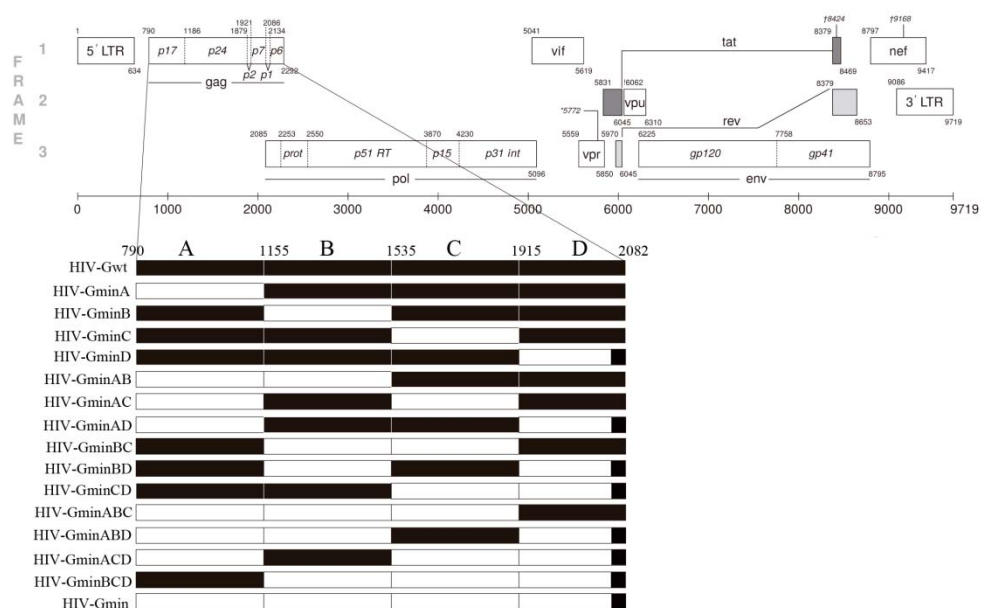 1921 2086 †8424 †9168
1 790 1186 1879 2134 5041 8379 8797
1 5´ LTR p17 p24 p7 p6 vif tat nef
634 p2 p1 2292 5619 8469 9417
gag
FRAME
5831 !6062 8379 9086
2 vpu 3´ LTR
*5772 6045 6310 rev 8653 9719
2085 2253 2550 3870 4230 5559 5970 6225 7758
3 prot p51 RT p15 p31 int vpr gp120 gp41
5096 5850 6045 8795
pol env
0 1000 2000 3000 4000 5000 6000 7000 8000 9000 9719
790 A 1155 B 1535 C 1915 D 2082
HIV-Gwt
HIV-GminA
HIV-GminB
HIV-GminC
HIV-GminD
HIV-GminAB
HIV-GminAC
HIV-GminAD
HIV-GminBC
HIV-GminBD
HIV-GminCD
HIV-GminABC
HIV-GminABD
HIV-GminACD
HIV-GminBCD
HIV-Gmin